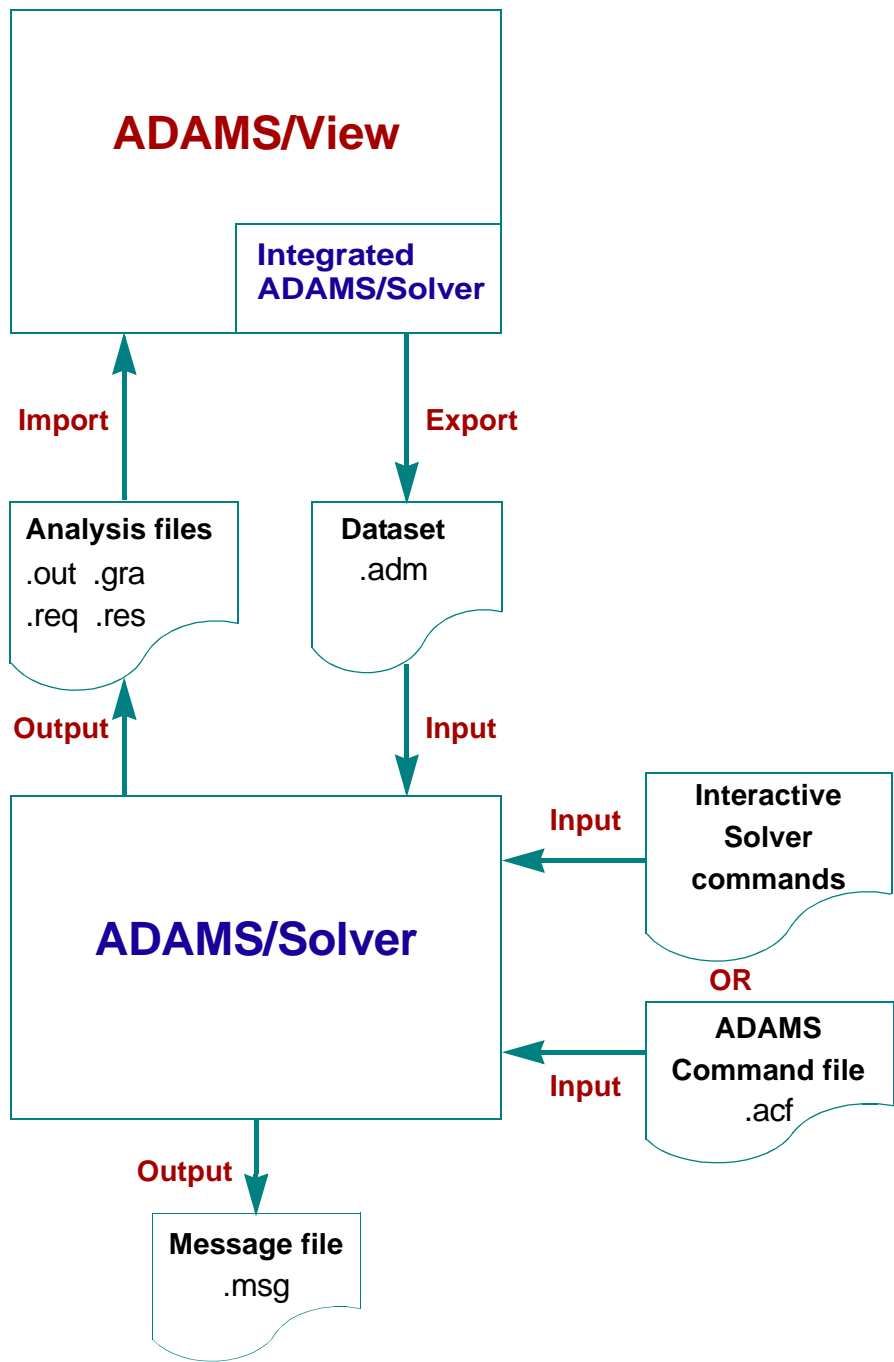 ADAMS/View
Integrated
ADAMS/Solver
Import
Export
Analysis files
.out .gra
.req .res
Dataset
.adm
Output
Input
Input
Interactive
Solver
commands
ADAMS/Solver
OR
Input
ADAMS
Command file
.acf
Output
Message file
.msg